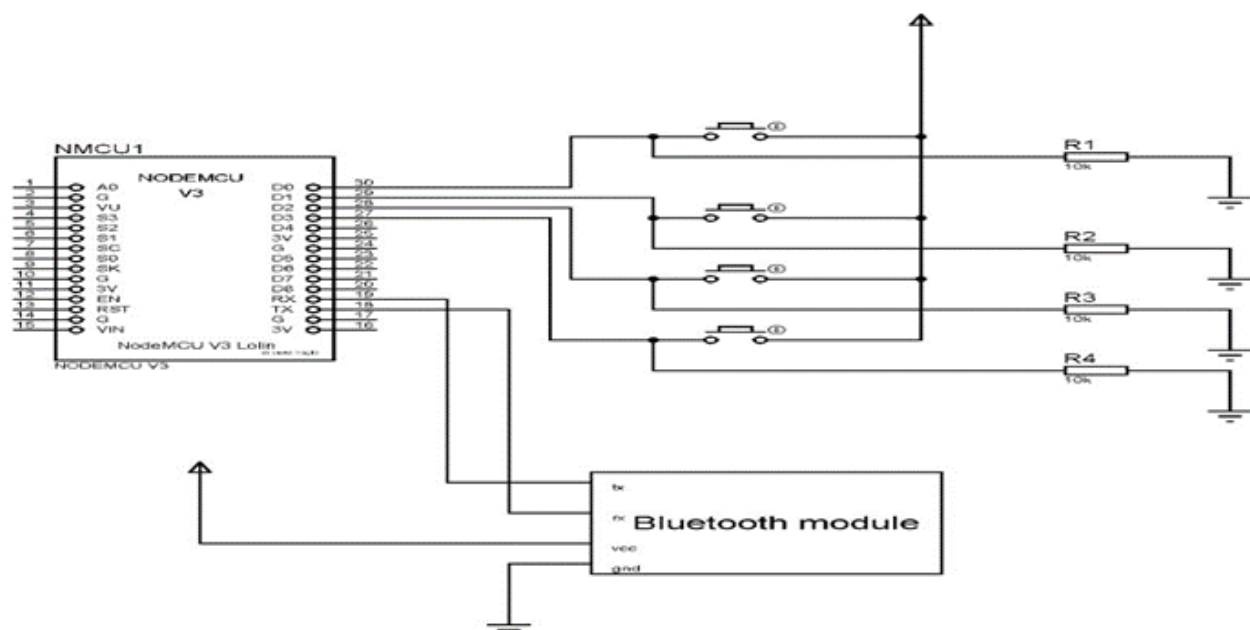 NMCU1
NODEMCU
V3
1 A0
2 G
3 VU
4 S3
5 S2
6 S1
7 SC
8 S0
9 SK
10 G
11 3V
12 EN
13 RST
14 G
15 VIN
D0 30
D1 29
D2 28
D3 27
D4 26
3V 25
G 24
D5 23
D6 22
D7 21
D8 20
RX 19
TX 18
G 17
3V 16
NodeMCU V3 Lolin
NODEMCU V3
R1
10k
R2
10k
R3
10k
R4
10k
tx
rx
Bluetooth module
vcc
gnd